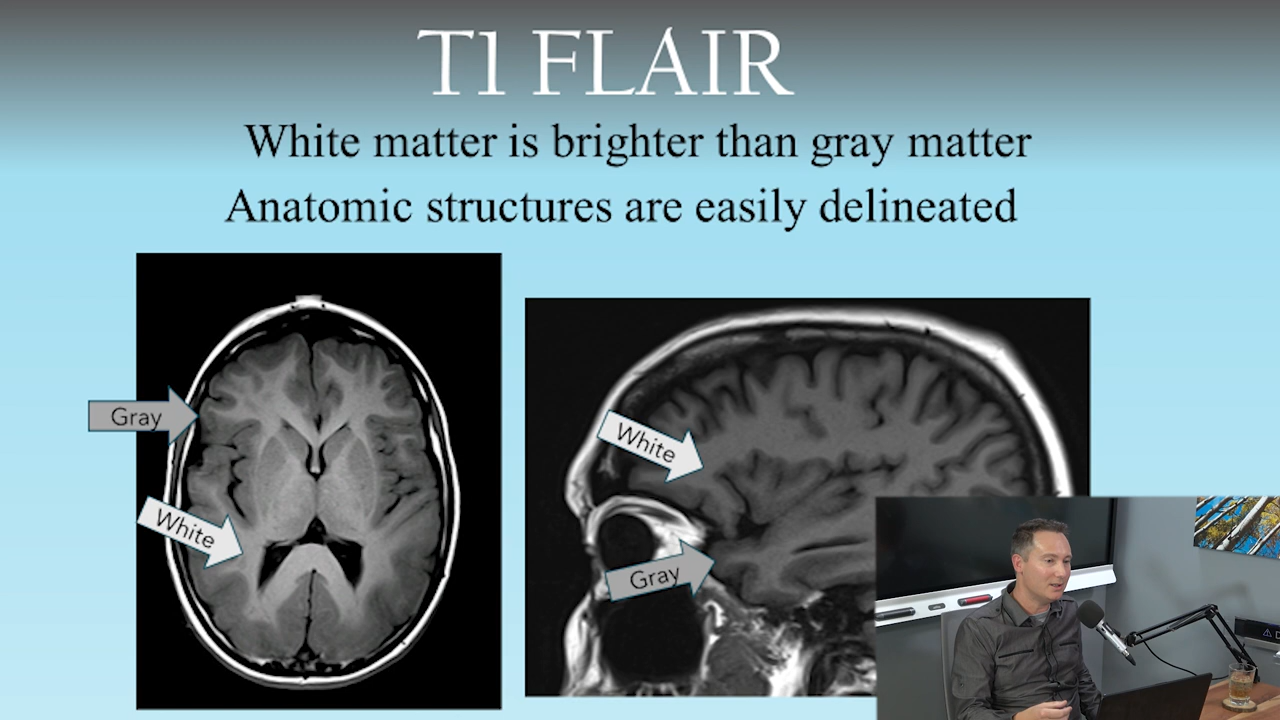 T1 FLAIR
White matter is brighter than gray matter
Anatomic structures are easily delineated
Gray
White
White
Gray